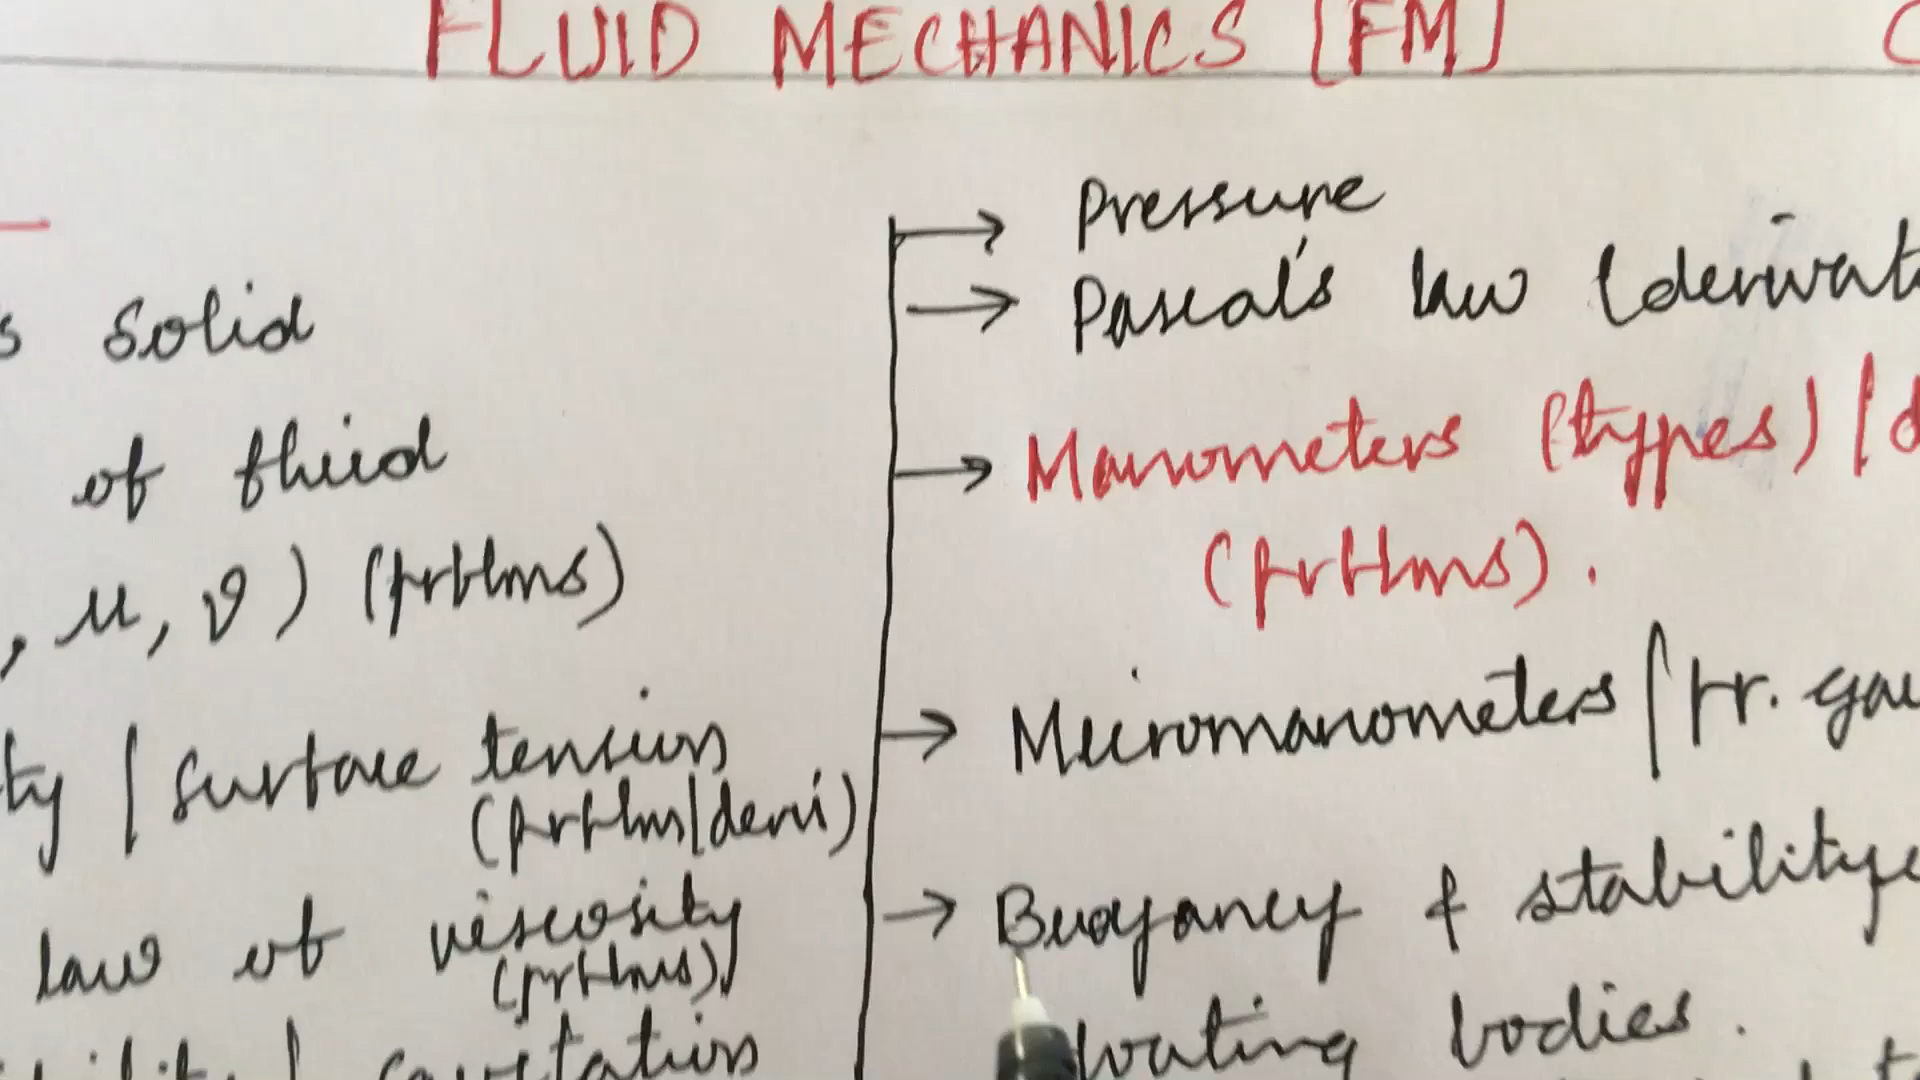 FLUID MECHANICS [FM]
s solid
of fluid
, μ, ϑ) (prblms)
ty / surface tension
(prblms/deri)
law of viscosity
(prblms)
cavitation
Pressure
Pascal's law (derivat
Manometers (types) / d
(prblms).
Micromanometers / pr. gau
Buoyancy & stability
floating bodies.